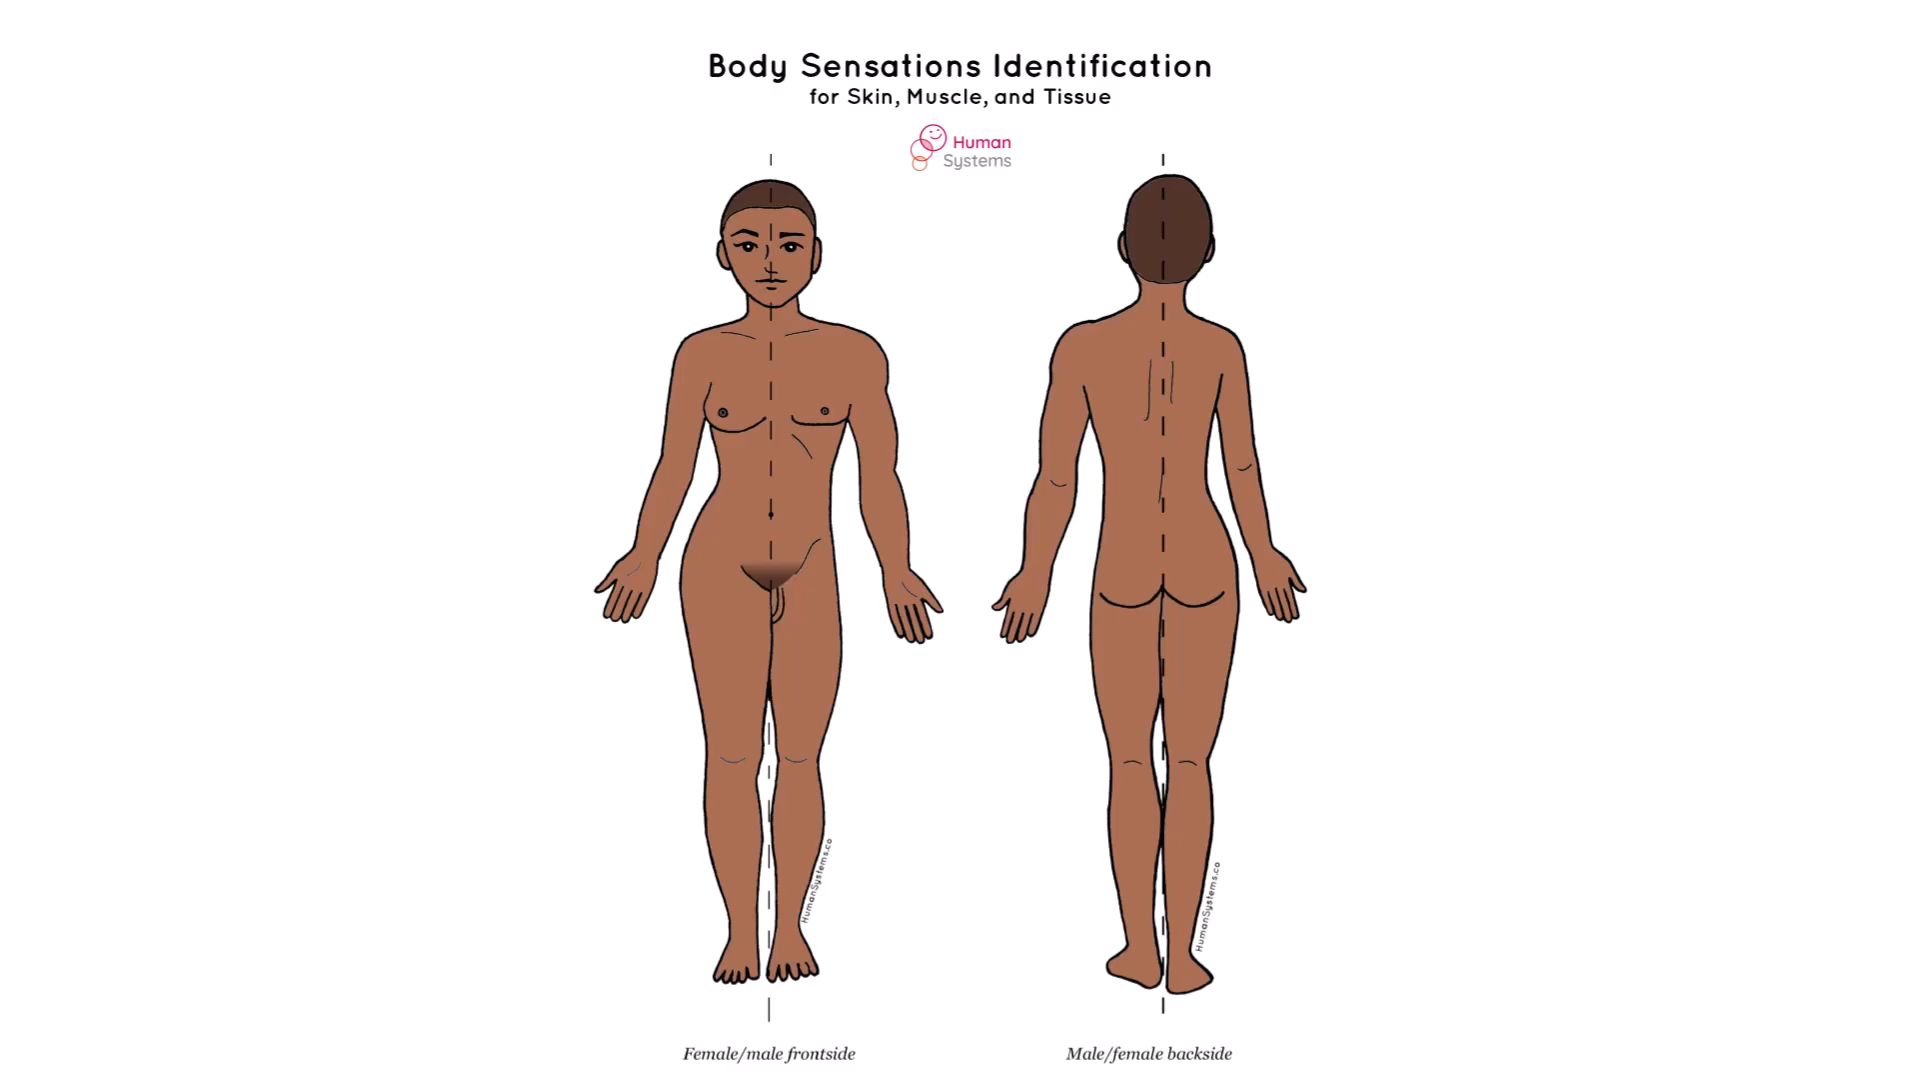 Body Sensations Identification
for Skin, Muscle, and Tissue
Human
Systems
HumanSystems.co
HumanSystems.co
Female/male frontside
Male/female backside